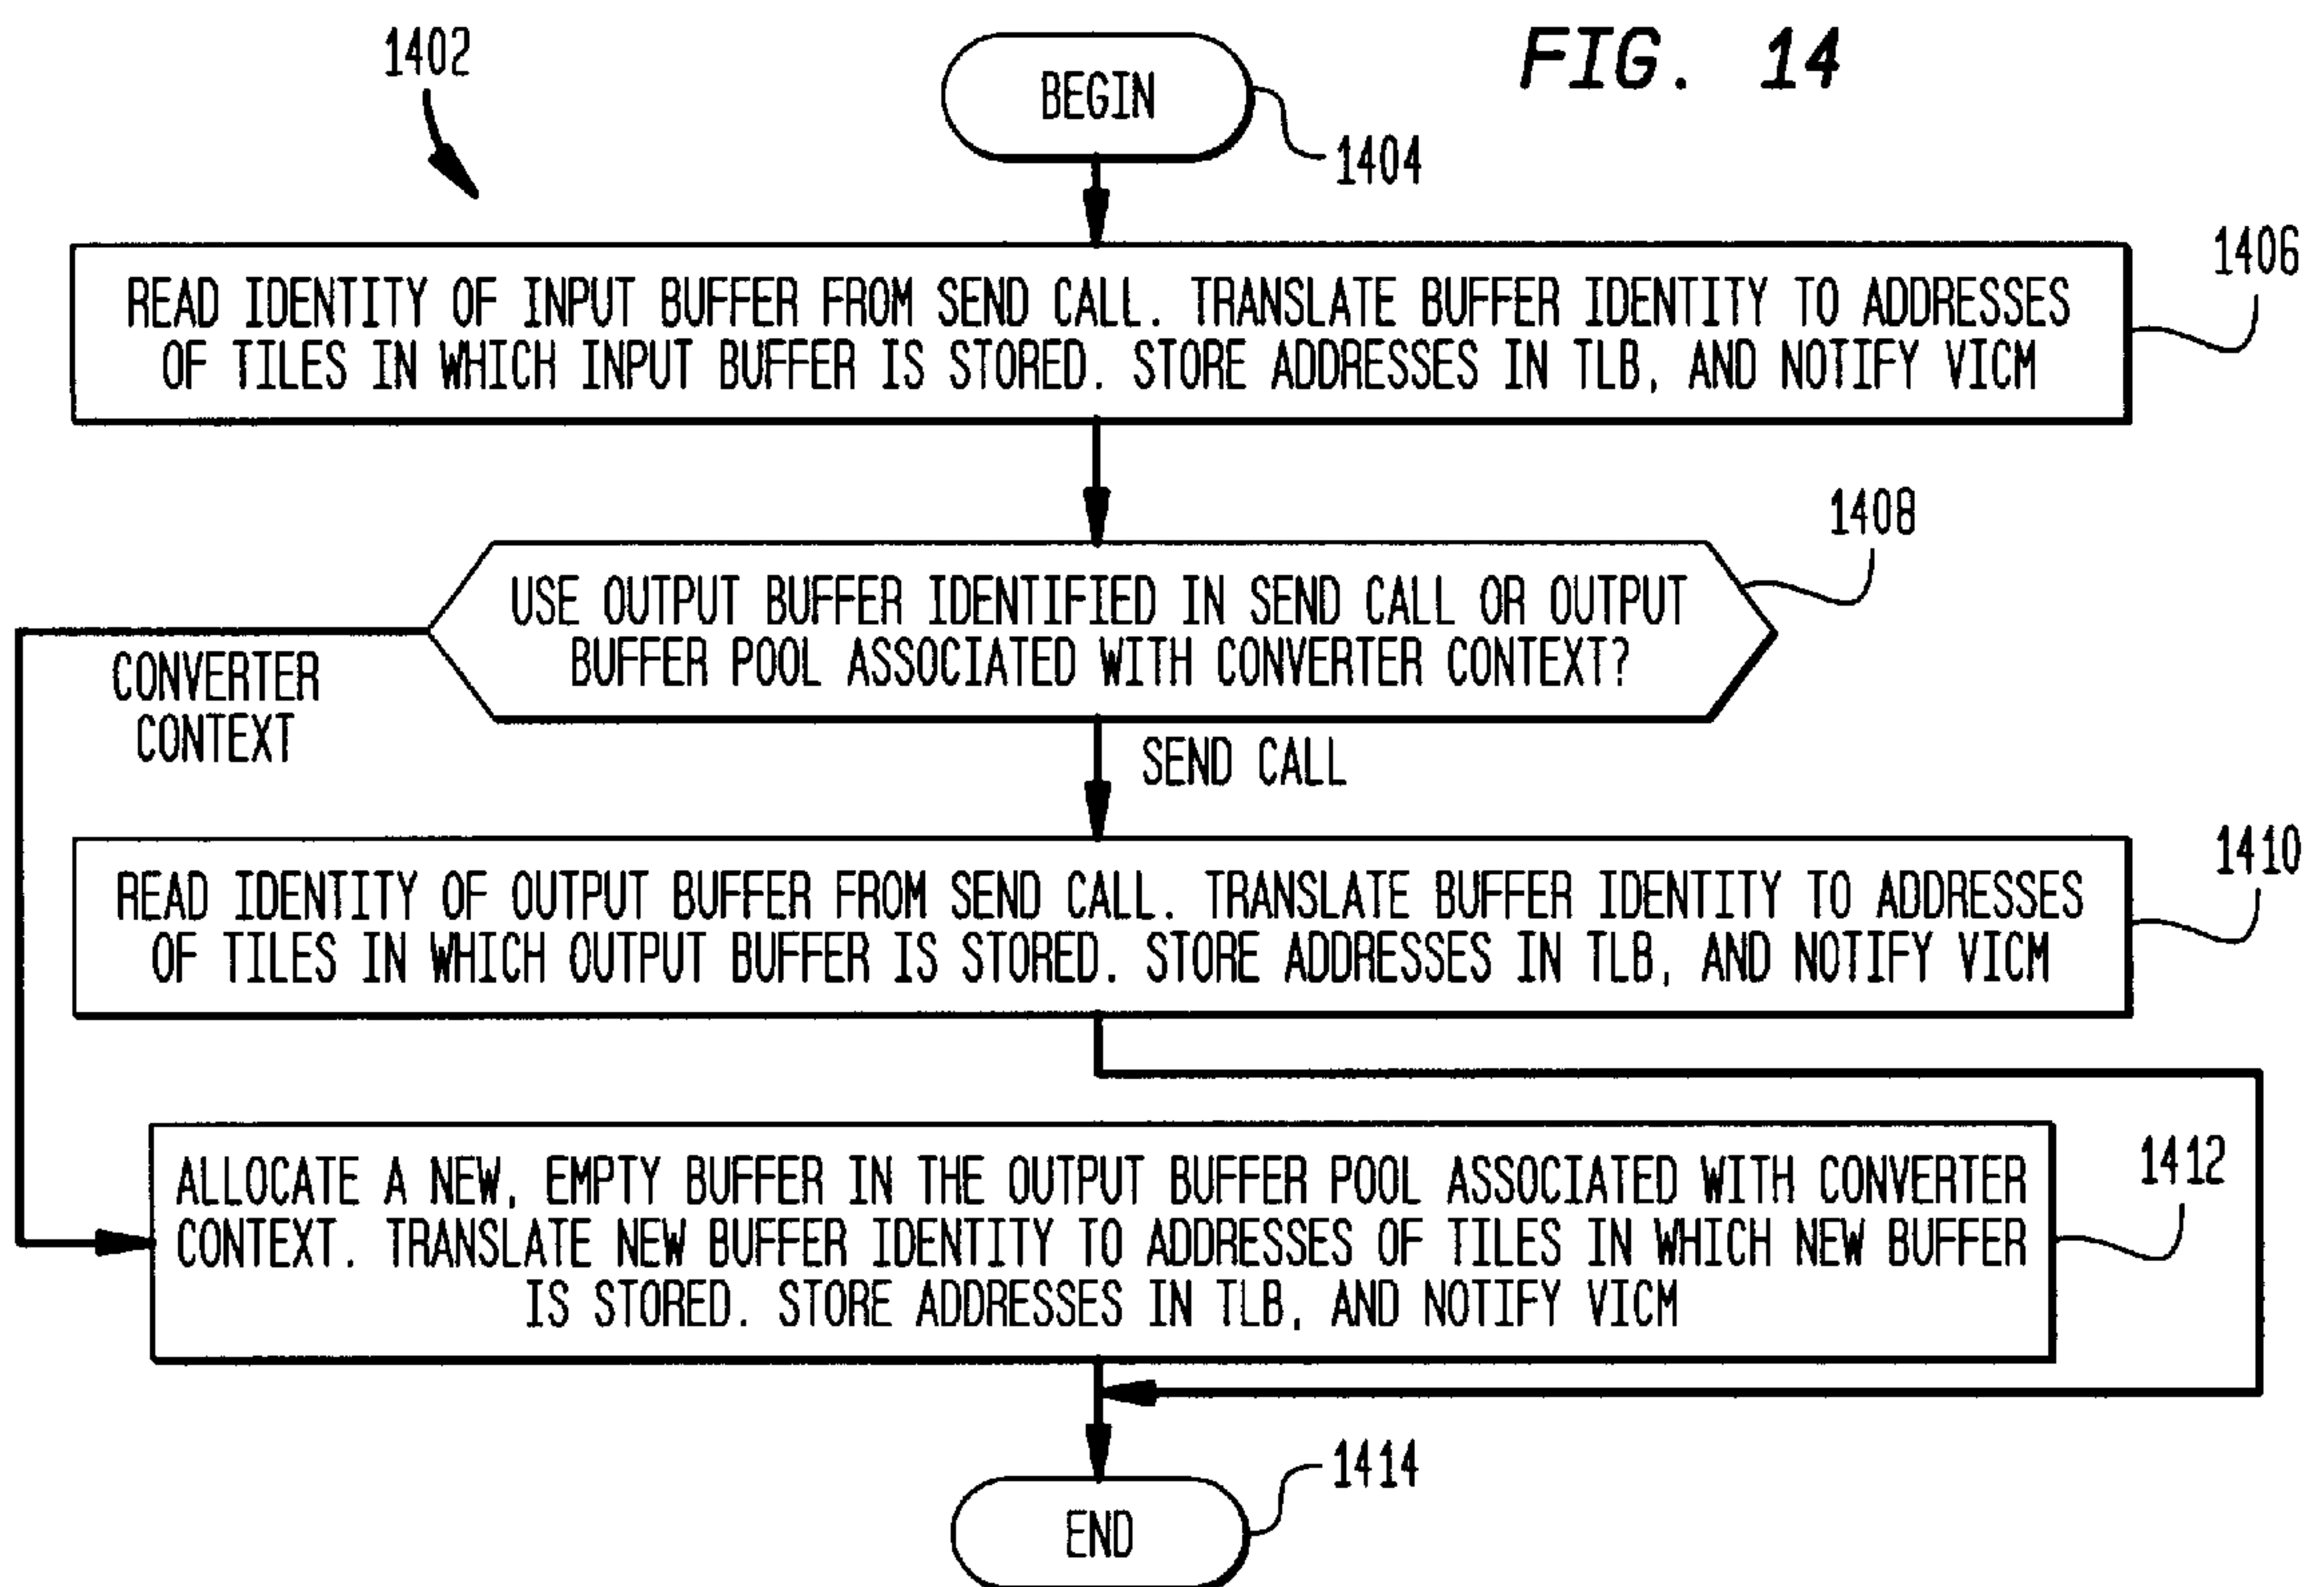 FIG. 14
1402
BEGIN
1404
1406
READ IDENTITY OF INPUT BUFFER FROM SEND CALL. TRANSLATE BUFFER IDENTITY TO ADDRESSES
OF TILES IN WHICH INPUT BUFFER IS STORED. STORE ADDRESSES IN TLB, AND NOTIFY VICM
1408
USE OUTPUT BUFFER IDENTIFIED IN SEND CALL OR OUTPUT
BUFFER POOL ASSOCIATED WITH CONVERTER CONTEXT?
CONVERTER
CONTEXT
SEND CALL
1410
READ IDENTITY OF OUTPUT BUFFER FROM SEND CALL. TRANSLATE BUFFER IDENTITY TO ADDRESSES
OF TILES IN WHICH OUTPUT BUFFER IS STORED. STORE ADDRESSES IN TLB, AND NOTIFY VICM
1412
ALLOCATE A NEW, EMPTY BUFFER IN THE OUTPUT BUFFER POOL ASSOCIATED WITH CONVERTER
CONTEXT. TRANSLATE NEW BUFFER IDENTITY TO ADDRESSES OF TILES IN WHICH NEW BUFFER
IS STORED. STORE ADDRESSES IN TLB, AND NOTIFY VICM
1414
END